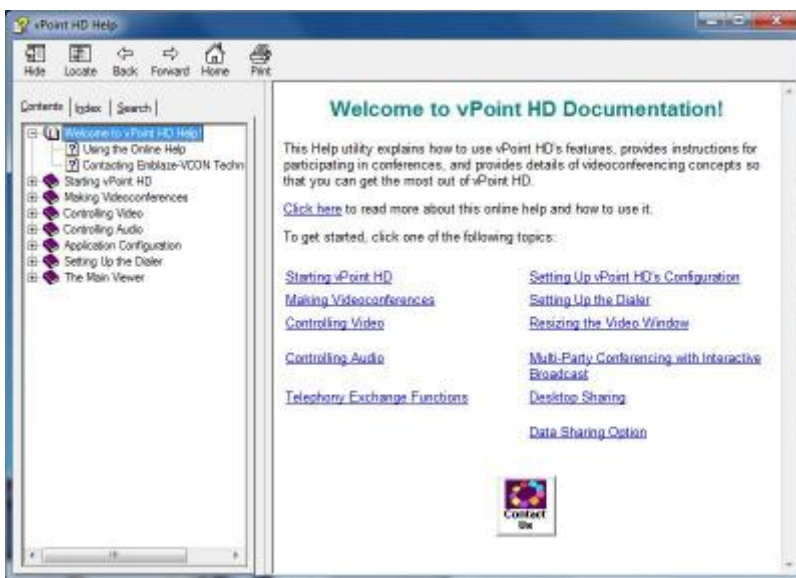 vPoint HD Help
Hide Locate Back Forward Home Print
Contents Index Search
Welcome to vPoint HD Help!
Using the Online Help
Contacting Emblaze-VCON Techn
Starting vPoint HD
Making Videoconferences
Controlling Video
Controlling Audio
Application Configuration
Setting Up the Dialer
The Main Viewer
Welcome to vPoint HD Documentation!
This Help utility explains how to use vPoint HD's features, provides instructions for
participating in conferences, and provides details of videoconferencing concepts so
that you can get the most out of vPoint HD.
Click here to read more about this online help and how to use it.
To get started, click one of the following topics:
Starting vPoint HD
Setting Up vPoint HD's Configuration
Making Videoconferences
Setting Up the Dialer
Controlling Video
Resizing the Video Window
Controlling Audio
Multi-Party Conferencing with Interactive
Broadcast
Telephony Exchange Functions
Desktop Sharing
Data Sharing Option
Contact
Us